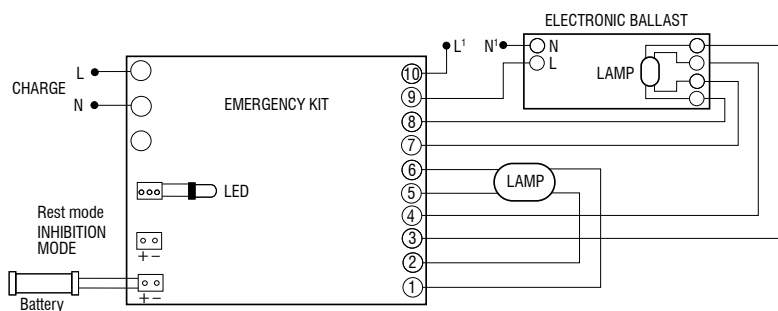 ELECTRONIC BALLAST
L¹
N¹
N
L
LAMP
L
CHARGE
N
EMERGENCY KIT
10
9
8
7
6
5
4
3
2
1
LAMP
LED
Rest mode
INHIBITION
MODE
+ -
+ -
Battery